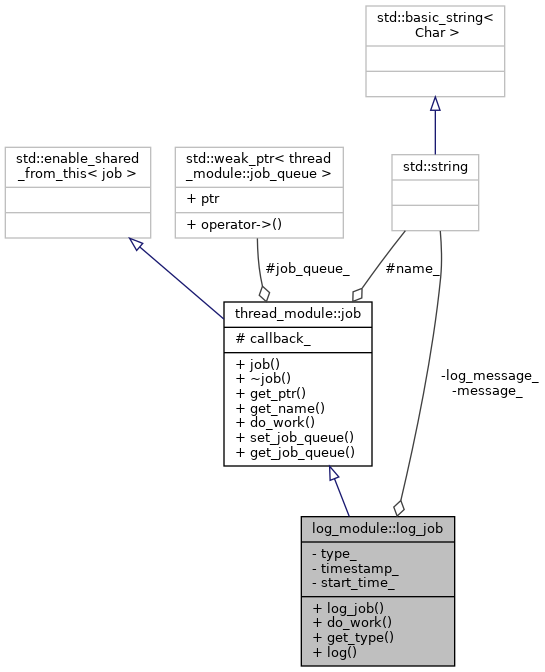 std::basic_string<
Char >
std::enable_shared
_from_this< job >
std::weak_ptr< thread
_module::job_queue >
+ ptr
+ operator->()
std::string
#job_queue_
#name_
thread_module::job
# callback_
+ job()
+ ~job()
+ get_ptr()
+ get_name()
+ do_work()
+ set_job_queue()
+ get_job_queue()
-log_message_
-message_
log_module::log_job
- type_
- timestamp_
- start_time_
+ log_job()
+ do_work()
+ get_type()
+ log()